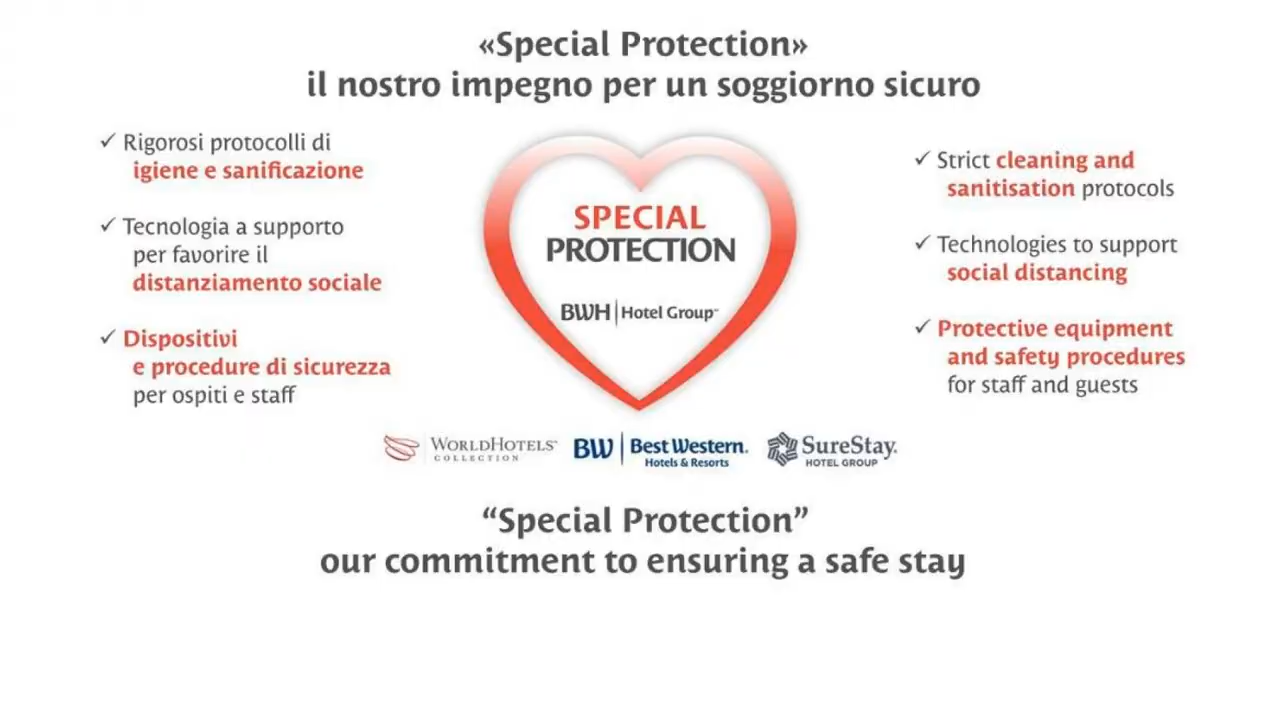 «Special Protection»
il nostro impegno per un soggiorno sicuro
✓ Rigorosi protocolli di
igiene e sanificazione
✓ Tecnologia a supporto
per favorire il
distanziamento sociale
✓ Dispositivi
e procedure di sicurezza
per ospiti e staff
SPECIAL
PROTECTION
BWH | Hotel Group℠
✓ Strict cleaning and
sanitisation protocols
✓ Technologies to support
social distancing
✓ Protective equipment
and safety procedures
for staff and guests
WORLDHOTELS
COLLECTION
BW | Best Western.
Hotels & Resorts
SureStay.
HOTEL GROUP
“Special Protection”
our commitment to ensuring a safe stay